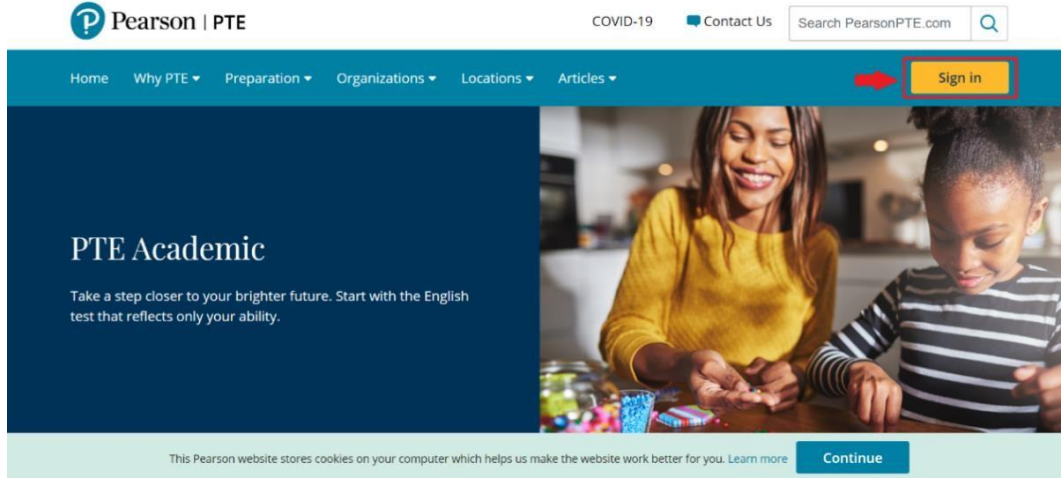 Pearson | PTE
COVID-19
Contact Us
Search PearsonPTE.com
Home Why PTE Preparation Organizations Locations Articles
Sign in
PTE Academic
Take a step closer to your brighter future. Start with the English
test that reflects only your ability.
This Pearson website stores cookies on your computer which helps us make the website work better for you. Learn more
Continue